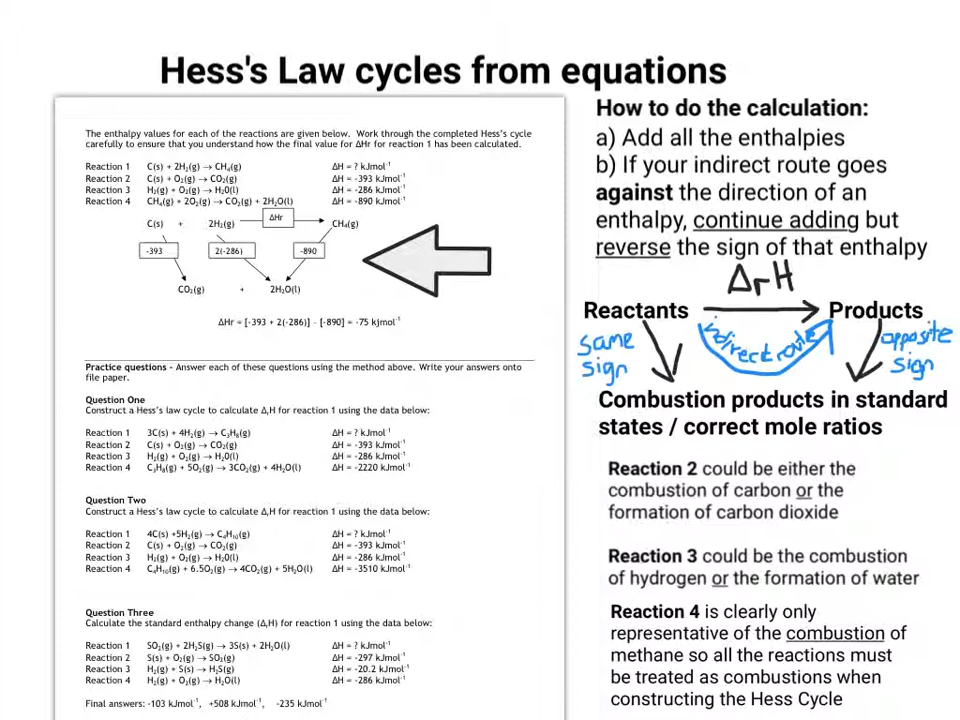 Hess's Law cycles from equations
The enthalpy values for each of the reactions are given below. Work through the completed Hess's cycle
carefully to ensure that you understand how the final value for ΔHr for reaction 1 has been calculated.
Reaction 1 C(s) + 2H₂(g) → CH₄(g) ΔH = ? kJmol⁻¹
Reaction 2 C(s) + O₂(g) → CO₂(g) ΔH = -393 kJmol⁻¹
Reaction 3 H₂(g) + O₂(g) → H₂0(l) ΔH = -286 kJmol⁻¹
Reaction 4 CH₄(g) + 2O₂(g) → CO₂(g) + 2H₂O(l) ΔH = -890 kJmol⁻¹
ΔHr
C(s) + 2H₂(g) CH₄(g)
-393 2(-286) -890
CO₂(g) + 2H₂O(l)
ΔHr = [-393 + 2(-286)] - [-890] = -75 kjmol⁻¹
Practice questions – Answer each of these questions using the method above. Write your answers onto
file paper.
Question One
Construct a Hess's law cycle to calculate ΔᵣH for reaction 1 using the data below:
Reaction 1 3C(s) + 4H₂(g) → C₃H₈(g) ΔH = ? kJmol⁻¹
Reaction 2 C(s) + O₂(g) → CO₂(g) ΔH = -393 kJmol⁻¹
Reaction 3 H₂(g) + O₂(g) → H₂0(l) ΔH = -286 kJmol⁻¹
Reaction 4 C₃H₈(g) + 5O₂(g) → 3CO₂(g) + 4H₂O(l) ΔH = -2220 kJmol⁻¹
Question Two
Construct a Hess's law cycle to calculate ΔᵣH for reaction 1 using the data below:
Reaction 1 4C(s) +5H₂(g) → C₄H₁₀(g) ΔH = ? kJmol⁻¹
Reaction 2 C(s) + O₂(g) → CO₂(g) ΔH = -393 kJmol⁻¹
Reaction 3 H₂(g) + O₂(g) → H₂0(l) ΔH = -286 kJmol⁻¹
Reaction 4 C₄H₁₀(g) + 6.5O₂(g) → 4CO₂(g) + 5H₂O(l) ΔH = -3510 kJmol⁻¹
Question Three
Calculate the standard enthalpy change (ΔᵣH) for reaction 1 using the data below:
Reaction 1 SO₂(g) + 2H₂S(g) → 3S(s) + 2H₂O(l) ΔH = ? kJmol⁻¹
Reaction 2 S(s) + O₂(g) → SO₂(g) ΔH = -297 kJmol⁻¹
Reaction 3 H₂(g) + S(s) → H₂S(g) ΔH = -20.2 kJmol⁻¹
Reaction 4 H₂(g) + O₂(g) → H₂O(l) ΔH = -286 kJmol⁻¹
Final answers: -103 kJmol⁻¹, +508 kJmol⁻¹, -235 kJmol⁻¹
How to do the calculation:
a) Add all the enthalpies
b) If your indirect route goes
against the direction of an
enthalpy, continue adding but
reverse the sign of that enthalpy
ΔrH
Reactants Products
same
sign
indirect route
opposite
sign
Combustion products in standard
states / correct mole ratios
Reaction 2 could be either the
combustion of carbon or the
formation of carbon dioxide
Reaction 3 could be the combustion
of hydrogen or the formation of water
Reaction 4 is clearly only
representative of the combustion of
methane so all the reactions must
be treated as combustions when
constructing the Hess Cycle